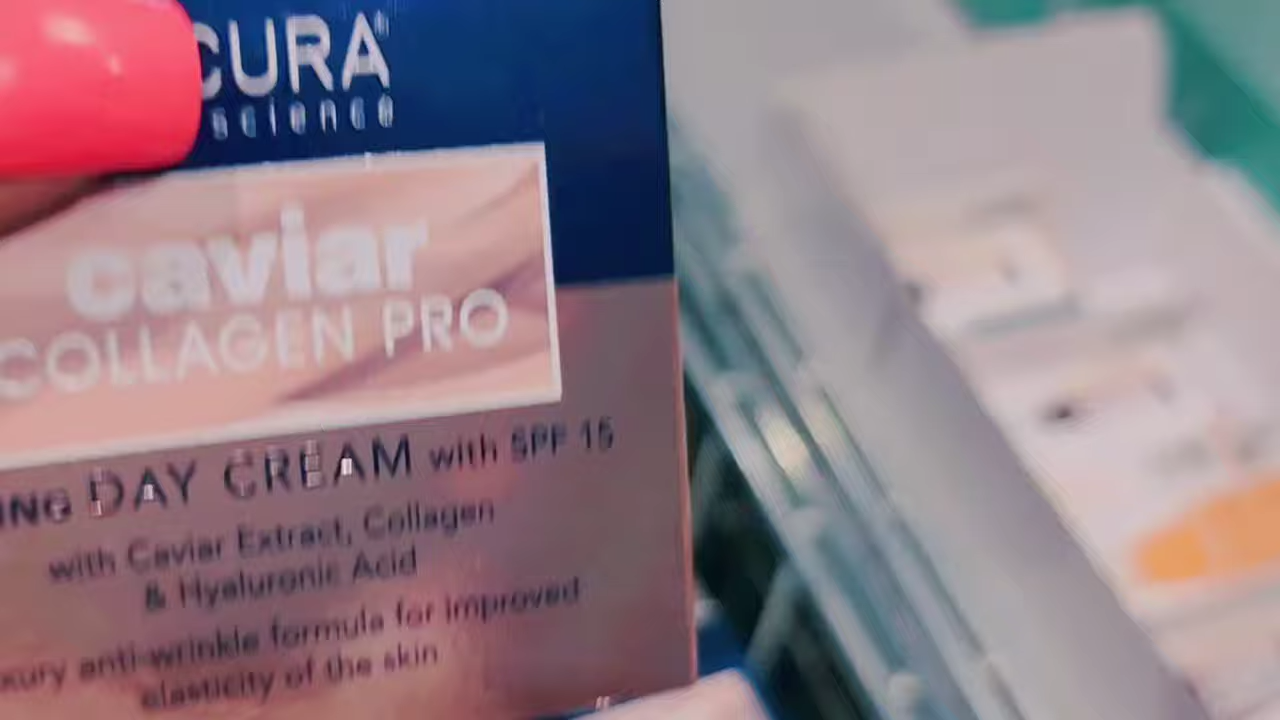 CURA®
science
caviar
COLLAGEN PRO
DAY CREAM with SPF 15
with Caviar Extract, Collagen
& Hyaluronic Acid
anti-wrinkle formula for improved
elasticity of the skin